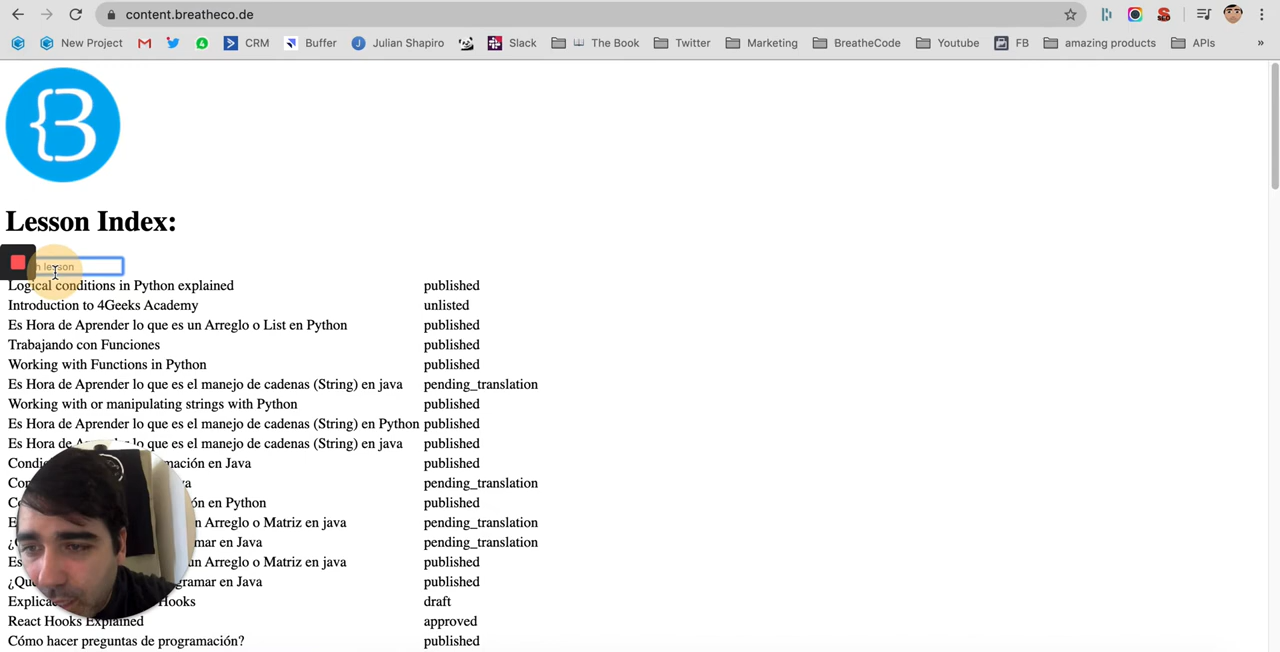 content.breatheco.de
New Project CRM Buffer Julian Shapiro Slack The Book Twitter Marketing BreatheCode Youtube FB amazing products APIs »
{B
Lesson Index:
lesson
Logical conditions in Python explained published
Introduction to 4Geeks Academy unlisted
Es Hora de Aprender lo que es un Arreglo o List en Python published
Trabajando con Funciones published
Working with Functions in Python published
Es Hora de Aprender lo que es el manejo de cadenas (String) en java pending_translation
Working with or manipulating strings with Python published
Es Hora de Aprender lo que es el manejo de cadenas (String) en Python published
Es Hora de Aprender lo que es el manejo de cadenas (String) en java published
en Java published
pending_translation
en Python published
Arreglo o Matriz en java pending_translation
en Java pending_translation
un Arreglo o Matriz en java published
en Java published
Hooks draft
React Hooks Explained approved
Cómo hacer preguntas de programación? published